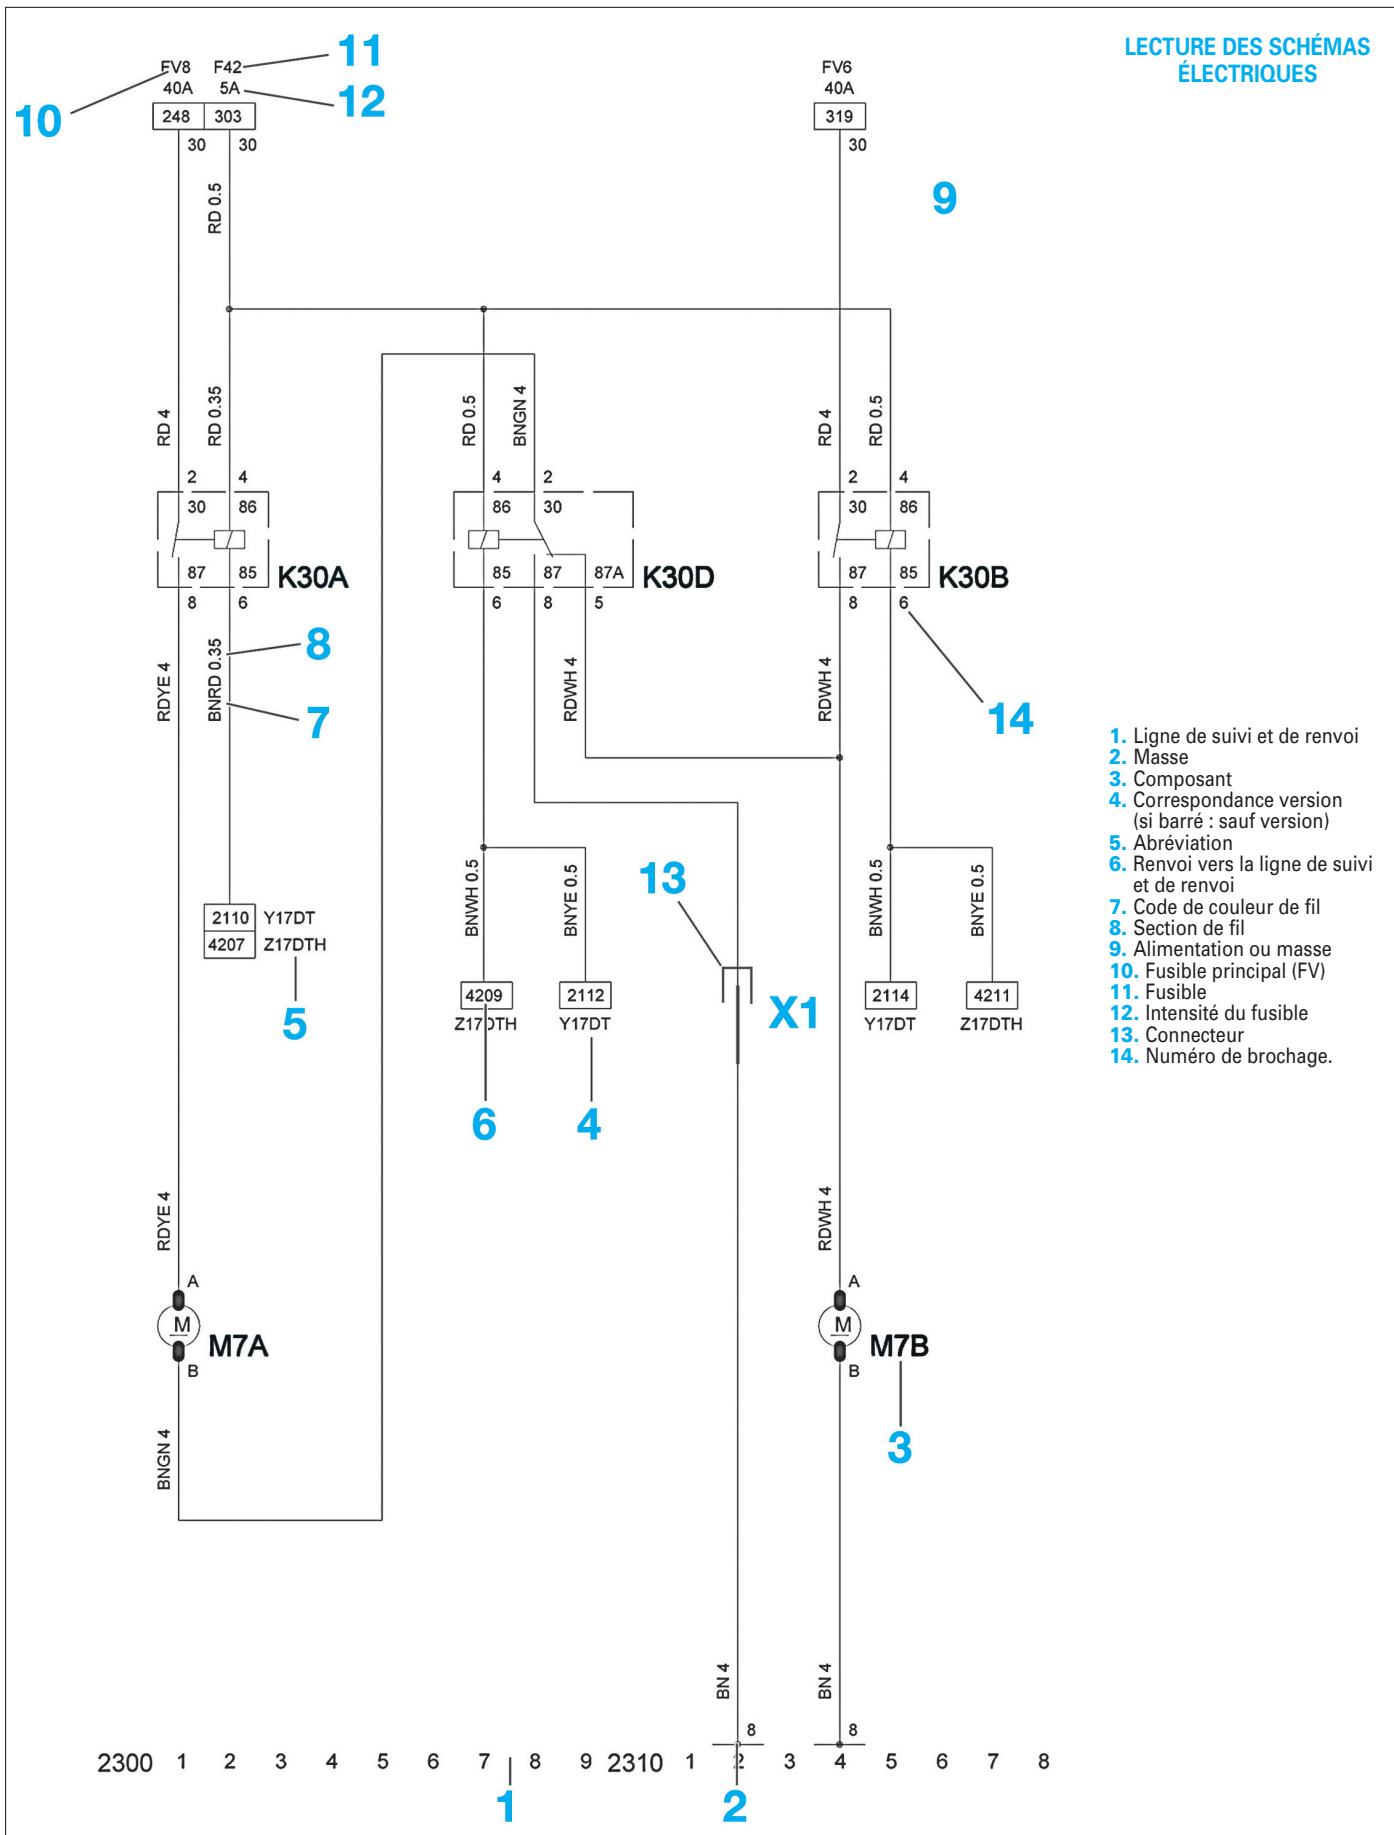 LECTURE DES SCHÉMAS
ÉLECTRIQUES
11
FV8 F42 FV6
40A 5A 40A
10 12
248 303 319
30 30 30
RD 0.5
9
RD 4
RD 0.35
RD 0.5
BNGN 4
RD 4
RD 0.5
2 4 4 2 2 4
30 86 86 30 30 86
87 85 K30A 85 87 87A K30D 87 85 K30B
8 6 6 8 5 8 6
8
RDYE 4
BNRD 0.35
RDWH 4
RDWH 4
7
14
1. Ligne de suivi et de renvoi
2. Masse
3. Composant
4. Correspondance version
(si barré : sauf version)
5. Abréviation
6. Renvoi vers la ligne de suivi
et de renvoi
7. Code de couleur de fil
8. Section de fil
9. Alimentation ou masse
10. Fusible principal (FV)
11. Fusible
12. Intensité du fusible
13. Connecteur
14. Numéro de brochage.
BNWH 0.5
BNYE 0.5
13
BNWH 0.5
BNYE 0.5
2110 Y17DT
4207 Z17DTH
4209 2112 X1 2114 4211
Z17DTH Y17DT Y17DT Z17DTH
5
6 4
RDYE 4
RDWH 4
A A
M M7A M M7B
B B
3
BNGN 4
BN 4
BN 4
8 8
2300 1 2 3 4 5 6 7 8 9 2310 1 2 3 4 5 6 7 8
1 2